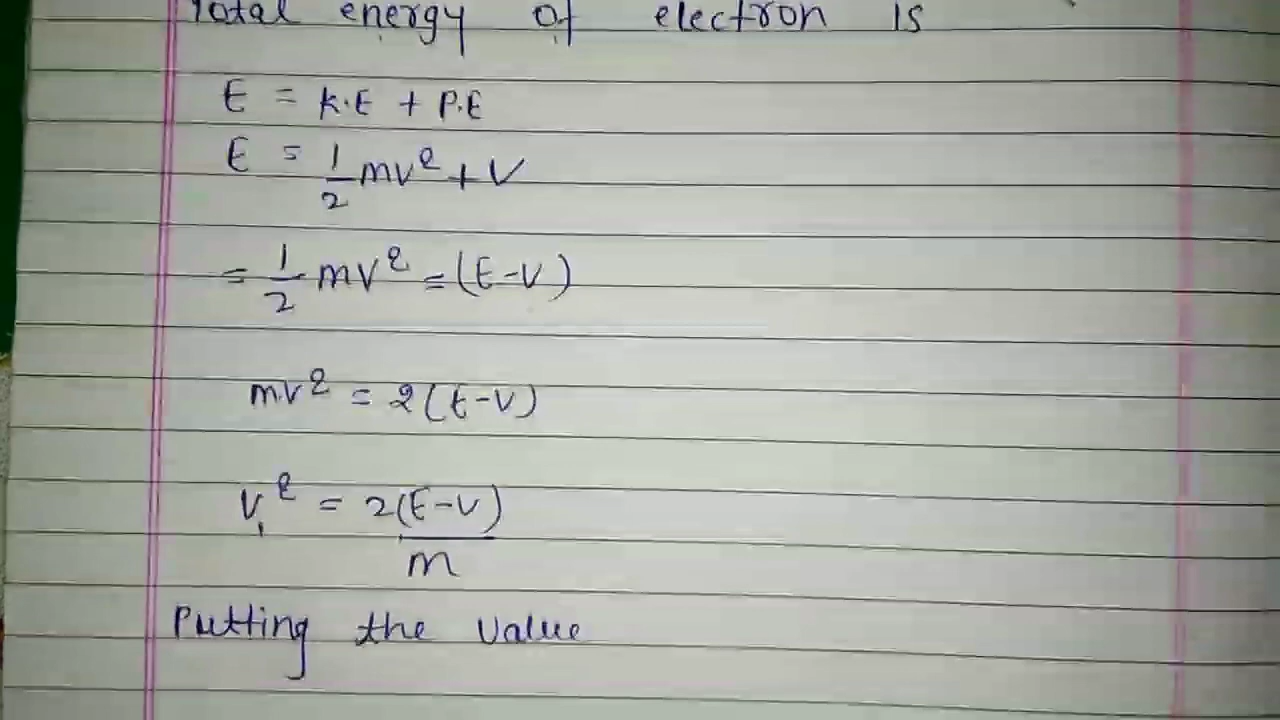 Total energy of electron is
E = K.E + P.E
E = 1/2 mv² + V
= 1/2 mv² = (E-V)
mv² = 2(E-V)
v² = 2(E-V)/m
Putting the value